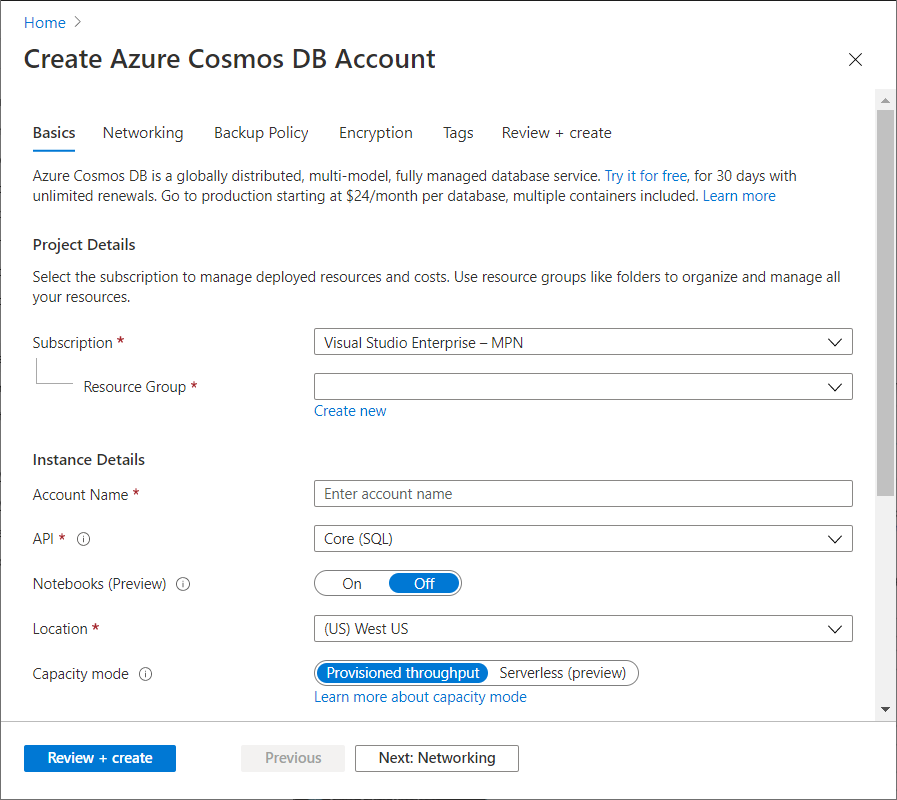 Home
Create Azure Cosmos DB Account
Basics Networking Backup Policy Encryption Tags Review + create
Azure Cosmos DB is a globally distributed, multi-model, fully managed database service. Try it for free, for 30 days with
unlimited renewals. Go to production starting at $24/month per database, multiple containers included. Learn more
Project Details
Select the subscription to manage deployed resources and costs. Use resource groups like folders to organize and manage all
your resources.
Subscription * Visual Studio Enterprise – MPN
Resource Group *
Create new
Instance Details
Account Name * Enter account name
API * Core (SQL)
Notebooks (Preview) On Off
Location * (US) West US
Capacity mode Provisioned throughput Serverless (preview)
Learn more about capacity mode
Review + create Previous Next: Networking